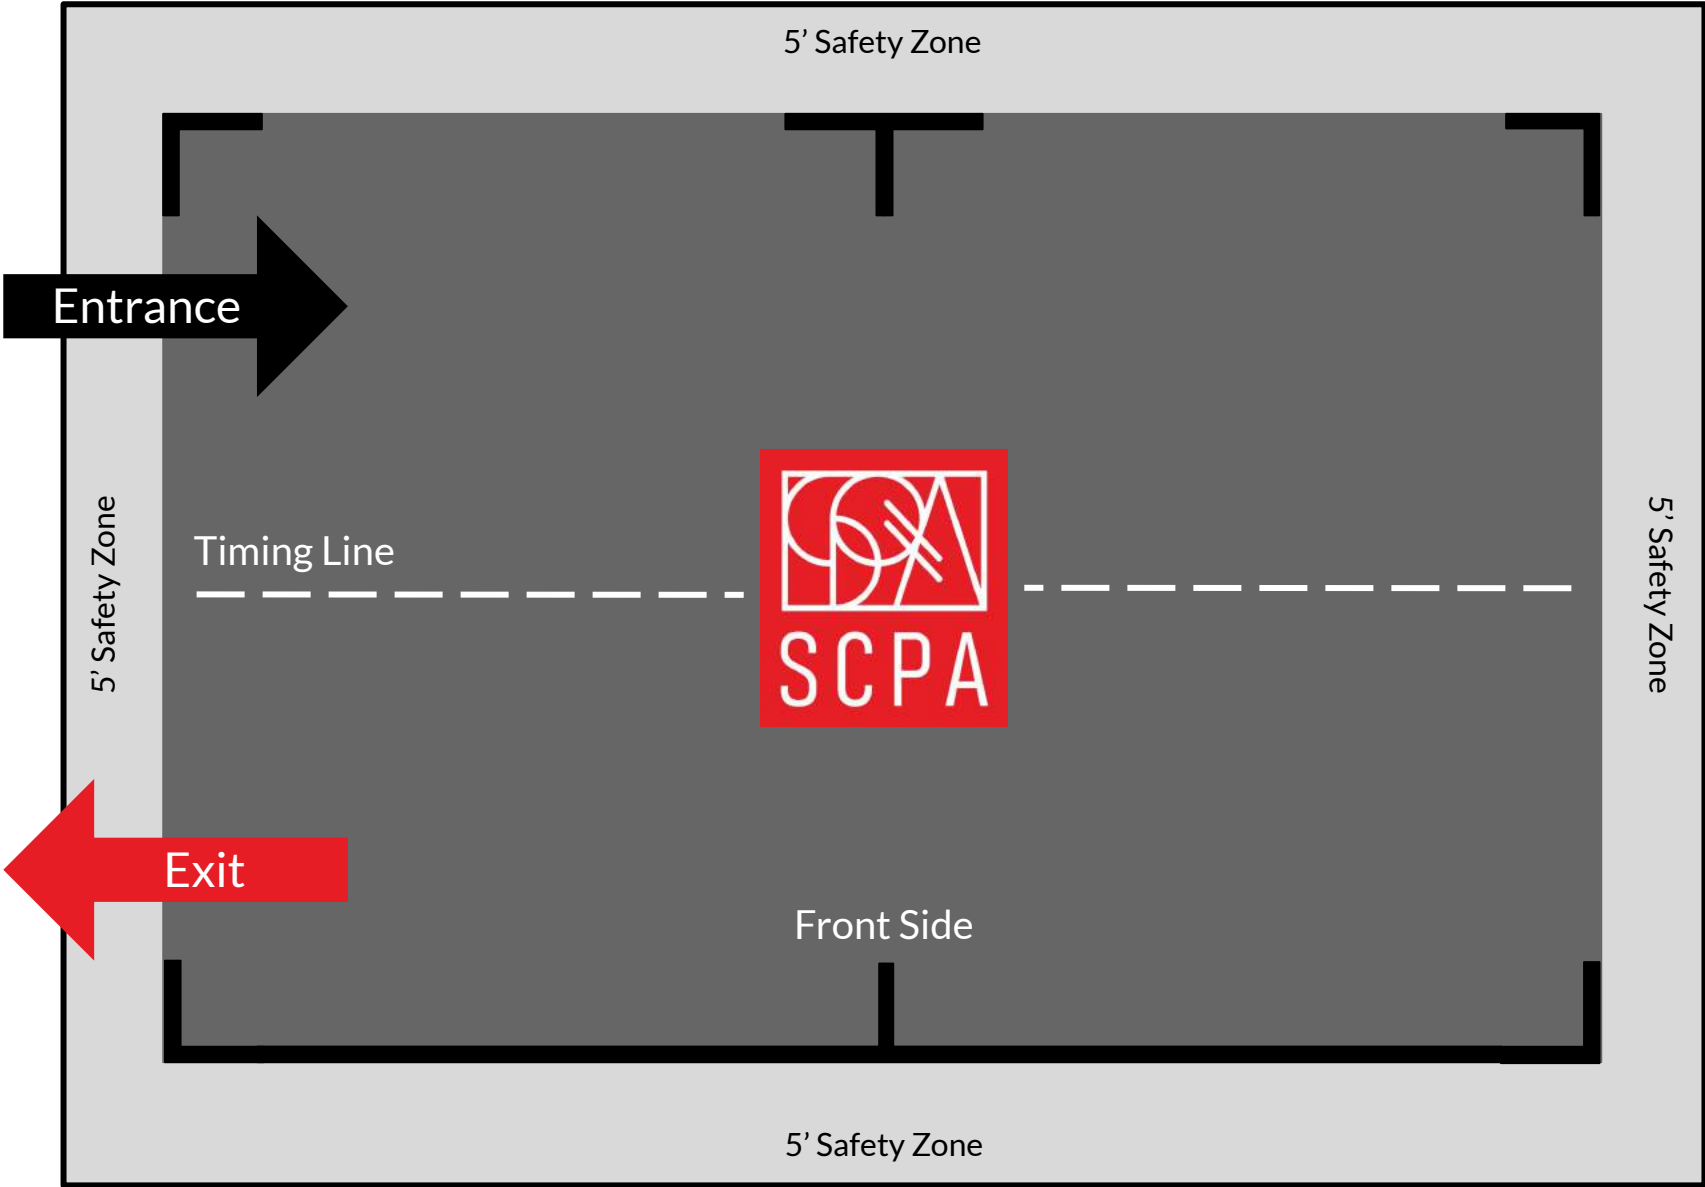 5’ Safety Zone
Entrance
5’ Safety Zone
Timing Line
SCPA
5’ Safety Zone
Exit
Front Side
5’ Safety Zone